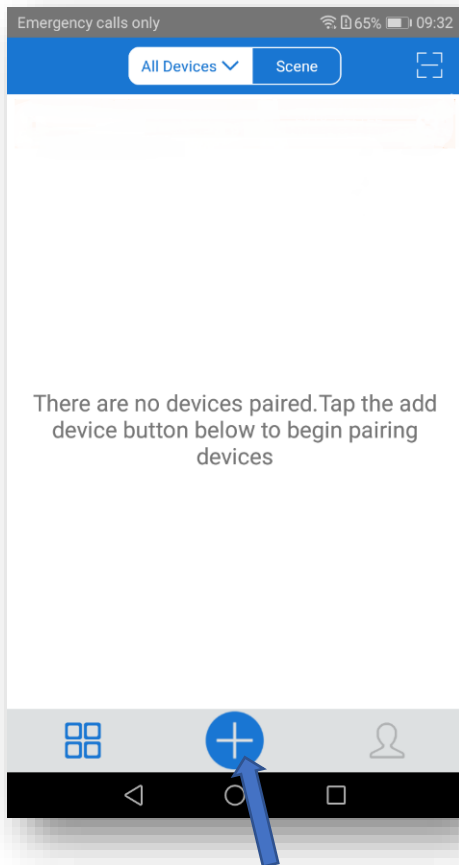 Emergency calls only 65% 09:32
All Devices Scene
There are no devices paired.Tap the add
device button below to begin pairing
devices